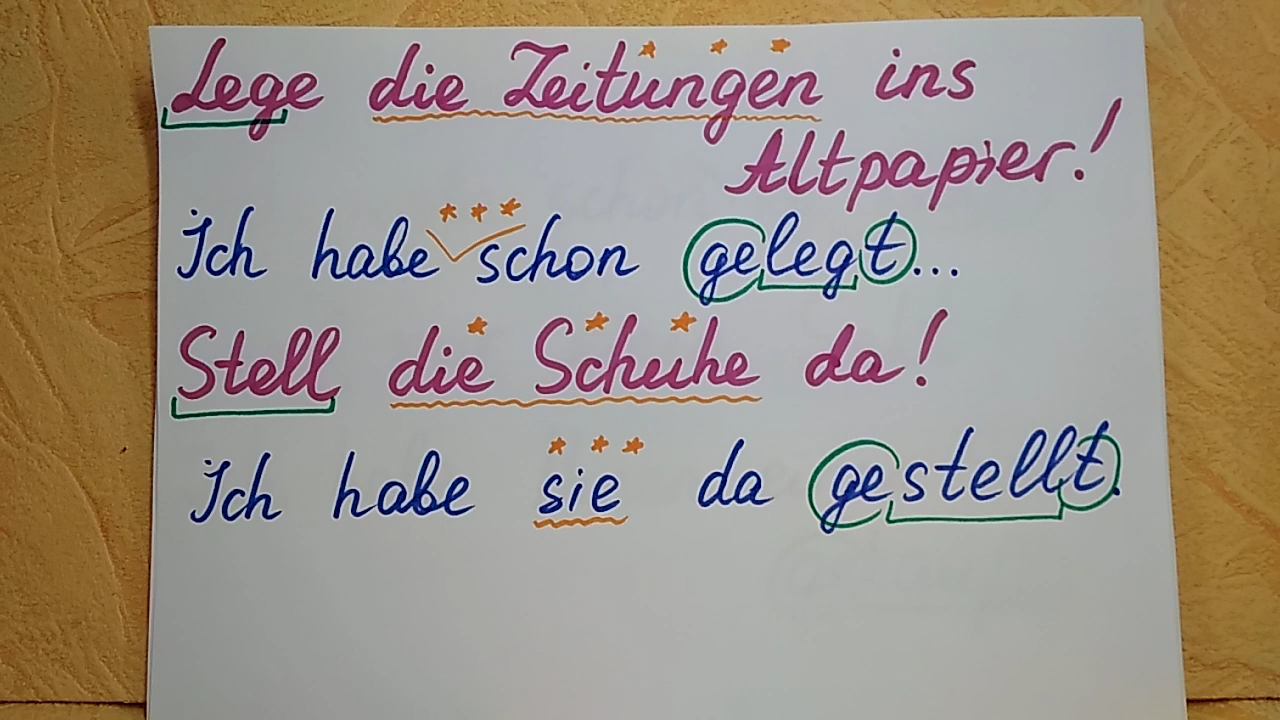 Lege die Zeitungen ins
Altpapier!
Ich habe schon gelegt...
Stell die Schuhe da!
Ich habe sie da gestellt.